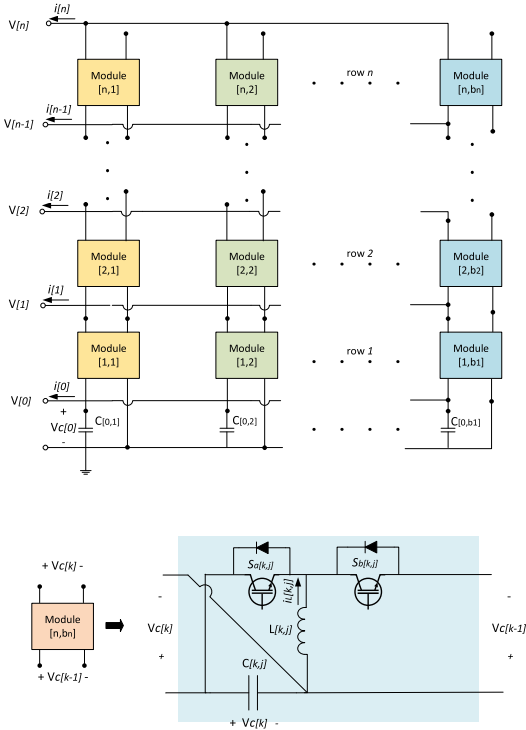 i[n]
V[n]
Module [n,1]
Module [n,2]
row n
Module [n,bn]
i[n-1]
V[n-1]
i[2]
V[2]
Module [2,1]
Module [2,2]
row 2
Module [2,b2]
i[1]
V[1]
Module [1,1]
Module [1,2]
row 1
Module [1,b1]
i[0]
V[0]
+
Vc[0]
-
C[0,1]
C[0,2]
C[0,b1]
+ Vc[k] -
Module [n,bn]
+ Vc[k-1] -
Sa[k,j]
Sb[k,j]
iL[k,j]
L[k,j]
-
Vc[k]
+
-
Vc[k-1]
+
C[k,j]
+ Vc[k] -